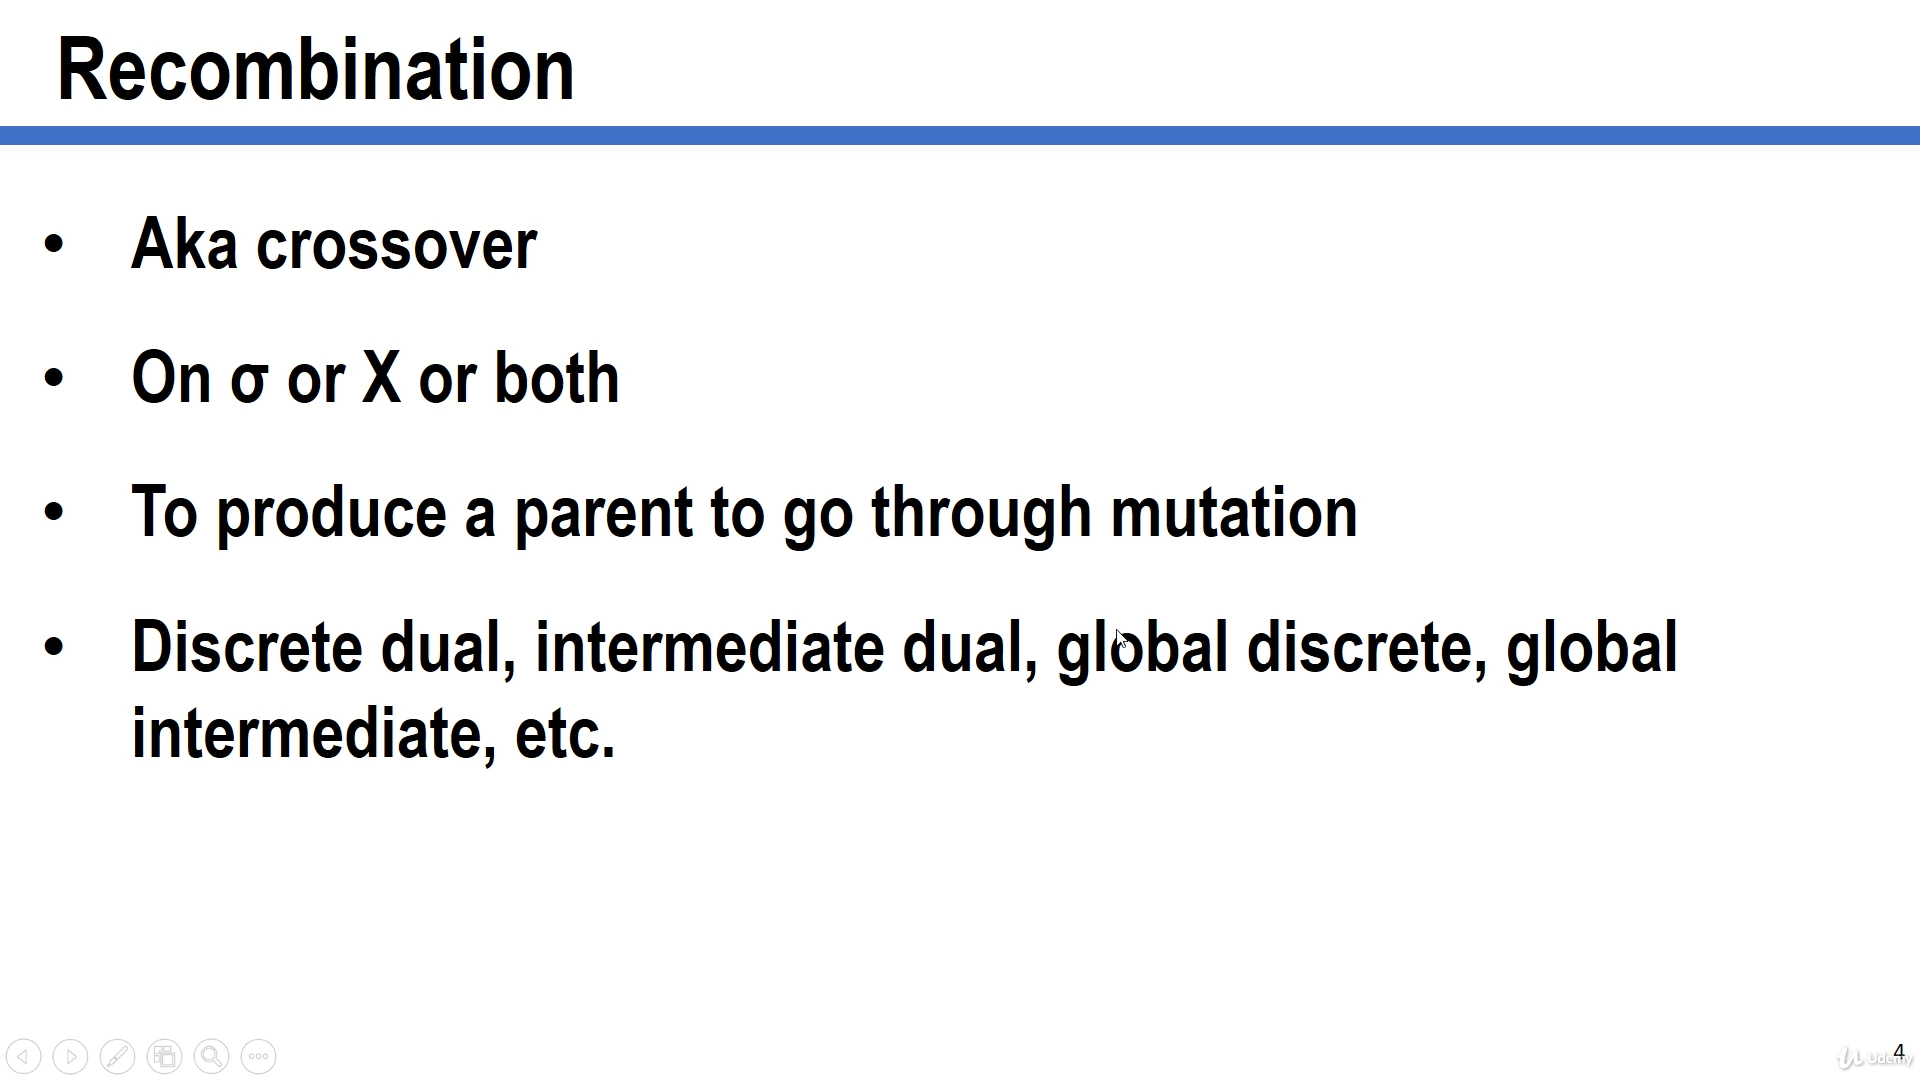 Recombination
• Aka crossover
• On σ or X or both
• To produce a parent to go through mutation
• Discrete dual, intermediate dual, global discrete, global
intermediate, etc.
4
Udemy